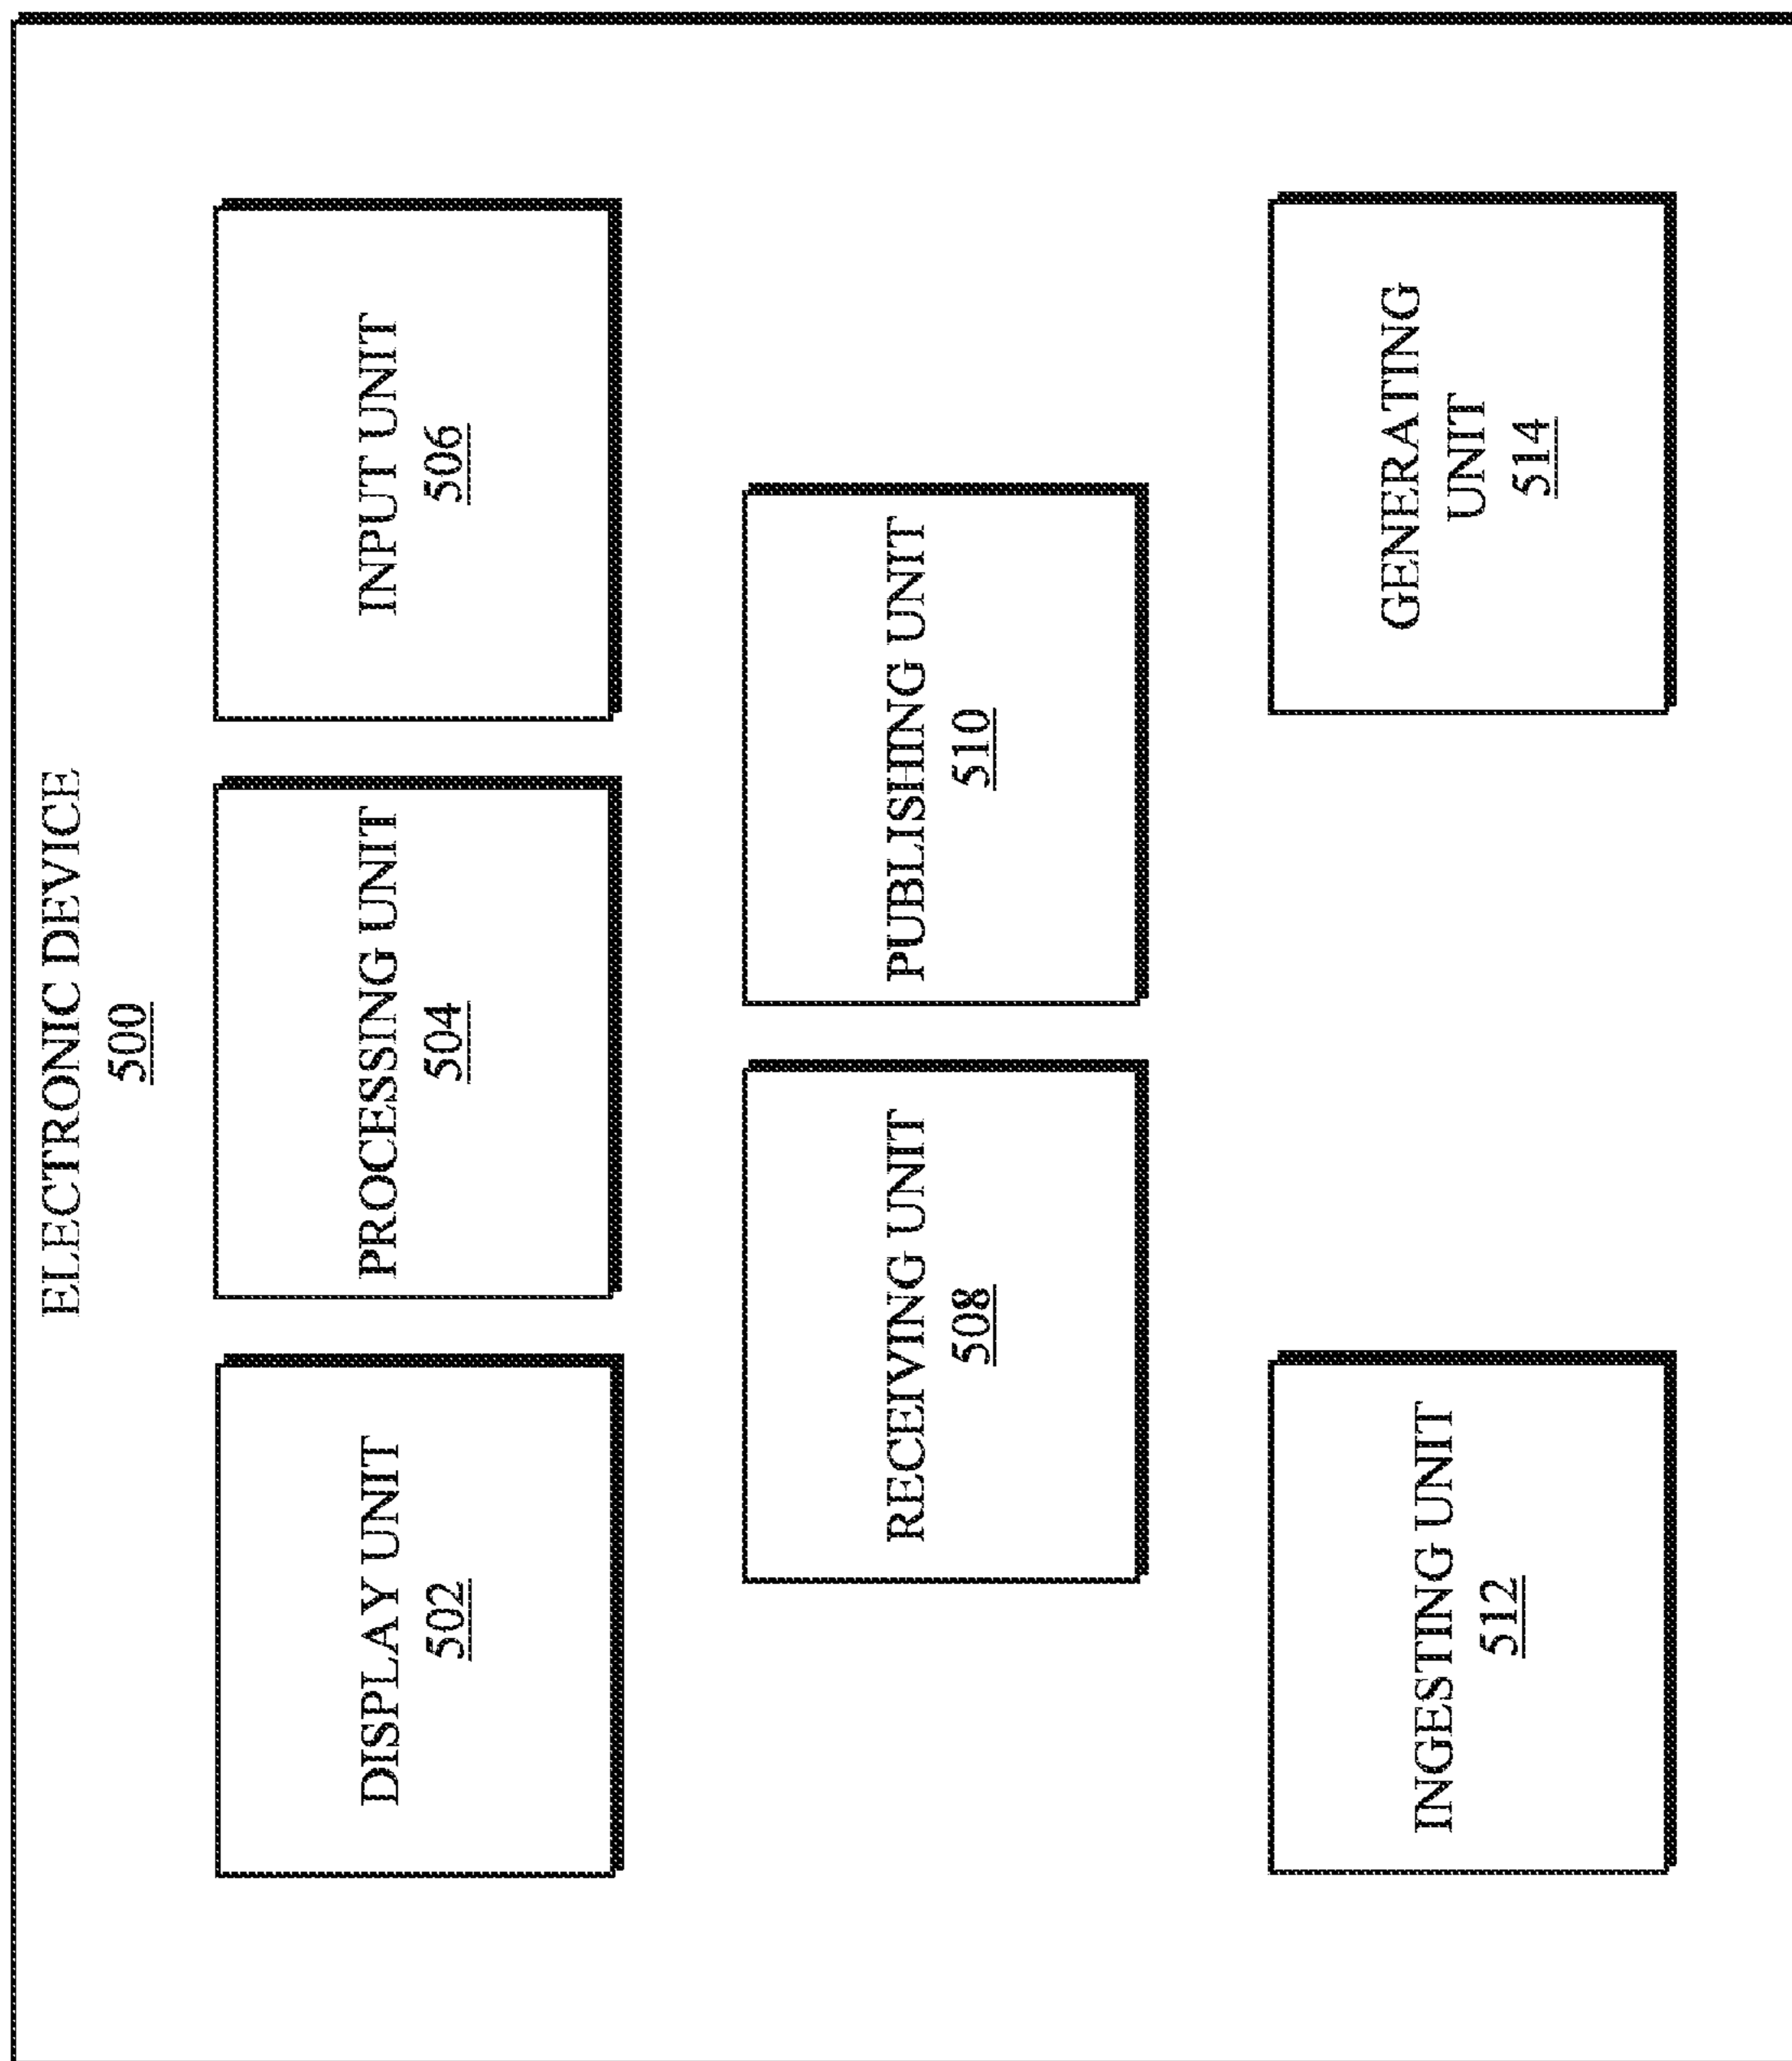 ELECTRONIC DEVICE
500
DISPLAY UNIT
502
PROCESSING UNIT
504
INPUT UNIT
506
RECEIVING UNIT
508
PUBLISHING UNIT
510
INGESTING UNIT
512
GENERATING
UNIT
514